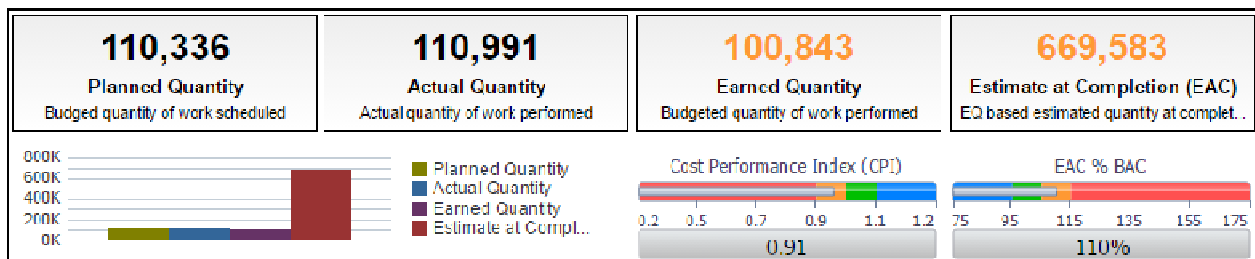 110,336
Planned Quantity
Budged quantity of work scheduled
110,991
Actual Quantity
Actual quantity of work performed
100,843
Earned Quantity
Budgeted quantity of work performed
669,583
Estimate at Completion (EAC)
EQ based estimated quantity at complet...
800K
600K
400K
200K
0K
Planned Quantity
Actual Quantity
Earned Quantity
Estimate at Compl...
Cost Performance Index (CPI)
0.2 0.5 0.7 0.9 1.1 1.2
0.91
EAC % BAC
75 95 115 135 155 175
110%